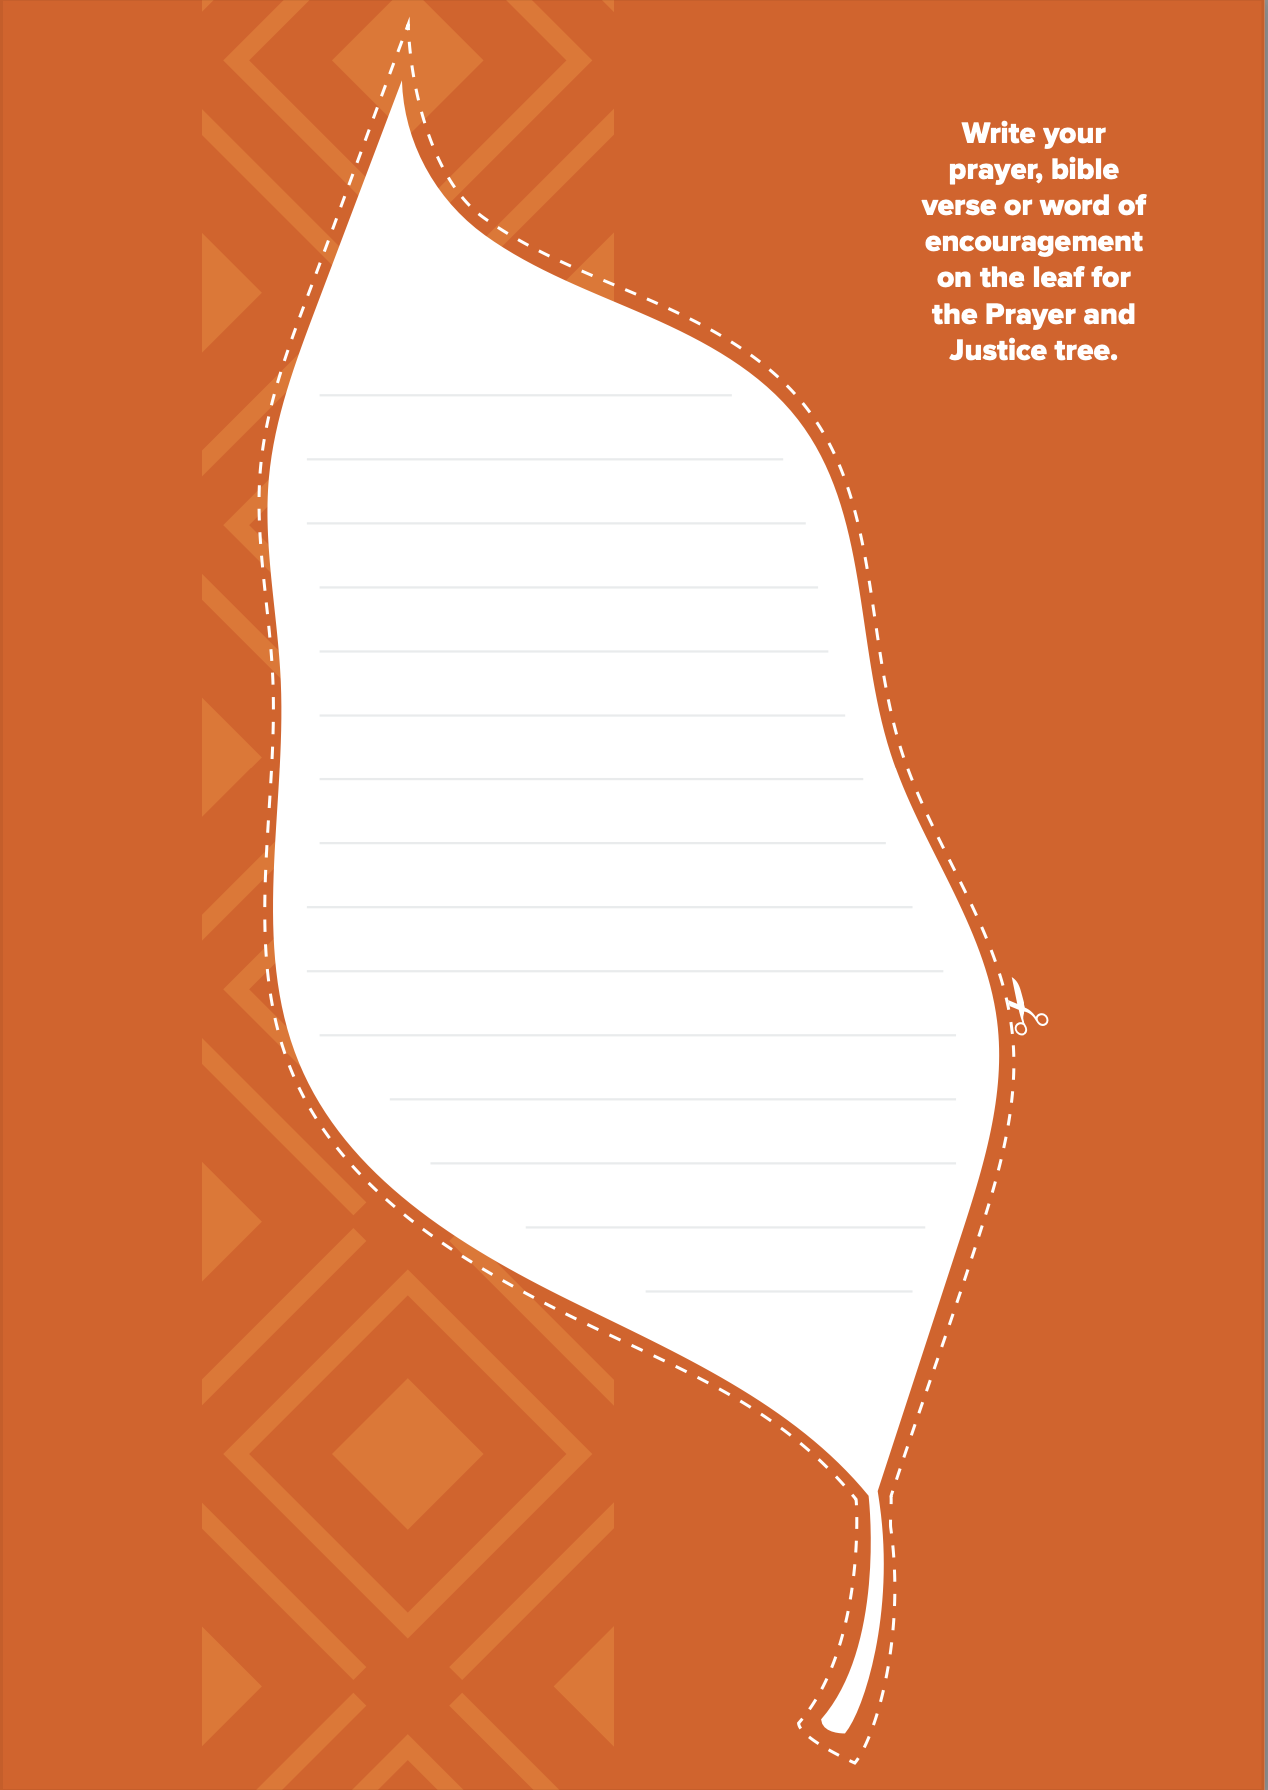 Write your
prayer, bible
verse or word of
encouragement
on the leaf for
the Prayer and
Justice tree.